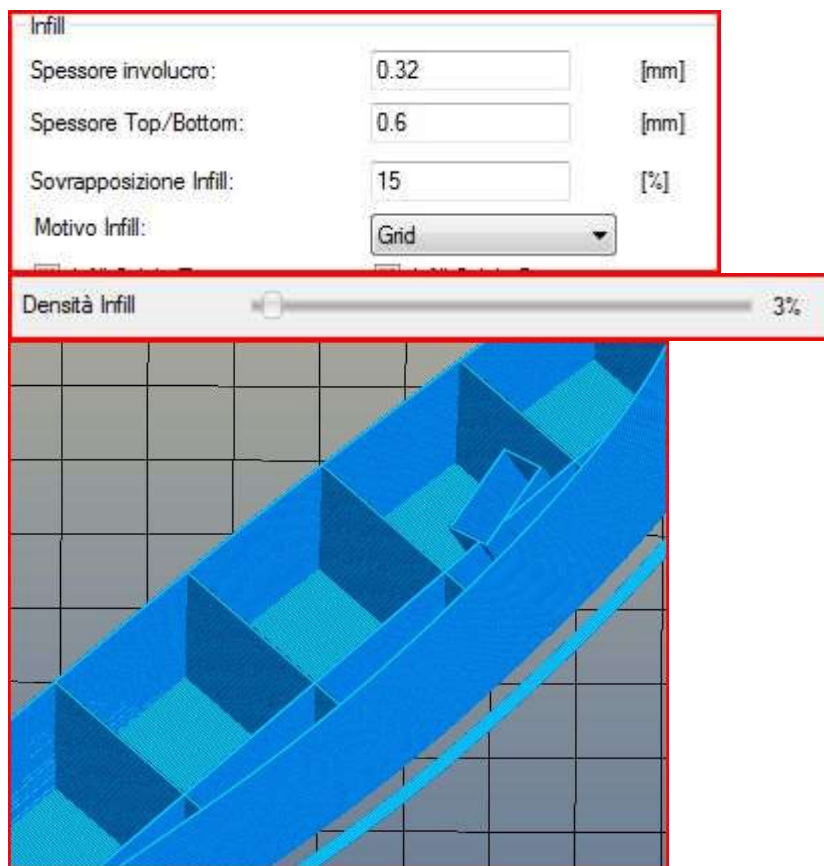 Infill
Spessore involucro: 0.32 [mm]
Spessore Top/Bottom: 0.6 [mm]
Sovrapposizione Infill: 15 [%]
Motivo Infill: Grid
Densità Infill 3%